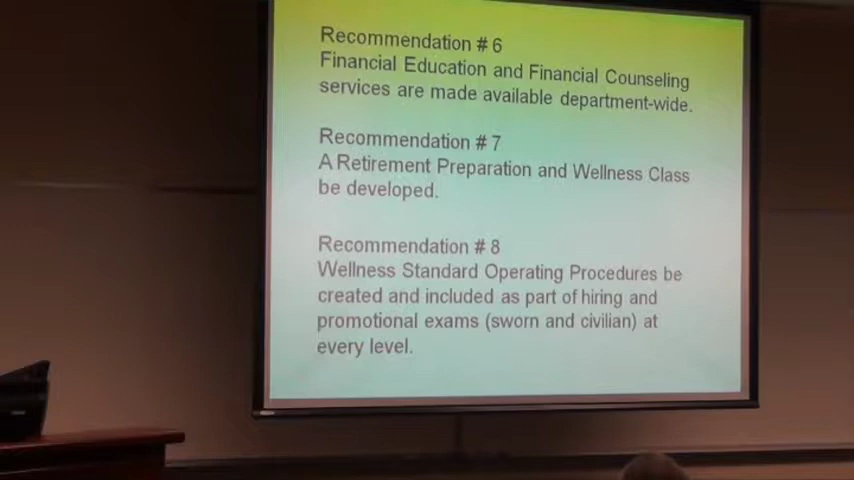 Recommendation # 6
Financial Education and Financial Counseling
services are made available department-wide.
Recommendation # 7
A Retirement Preparation and Wellness Class
be developed.
Recommendation # 8
Wellness Standard Operating Procedures be
created and included as part of hiring and
promotional exams (sworn and civilian) at
every level.